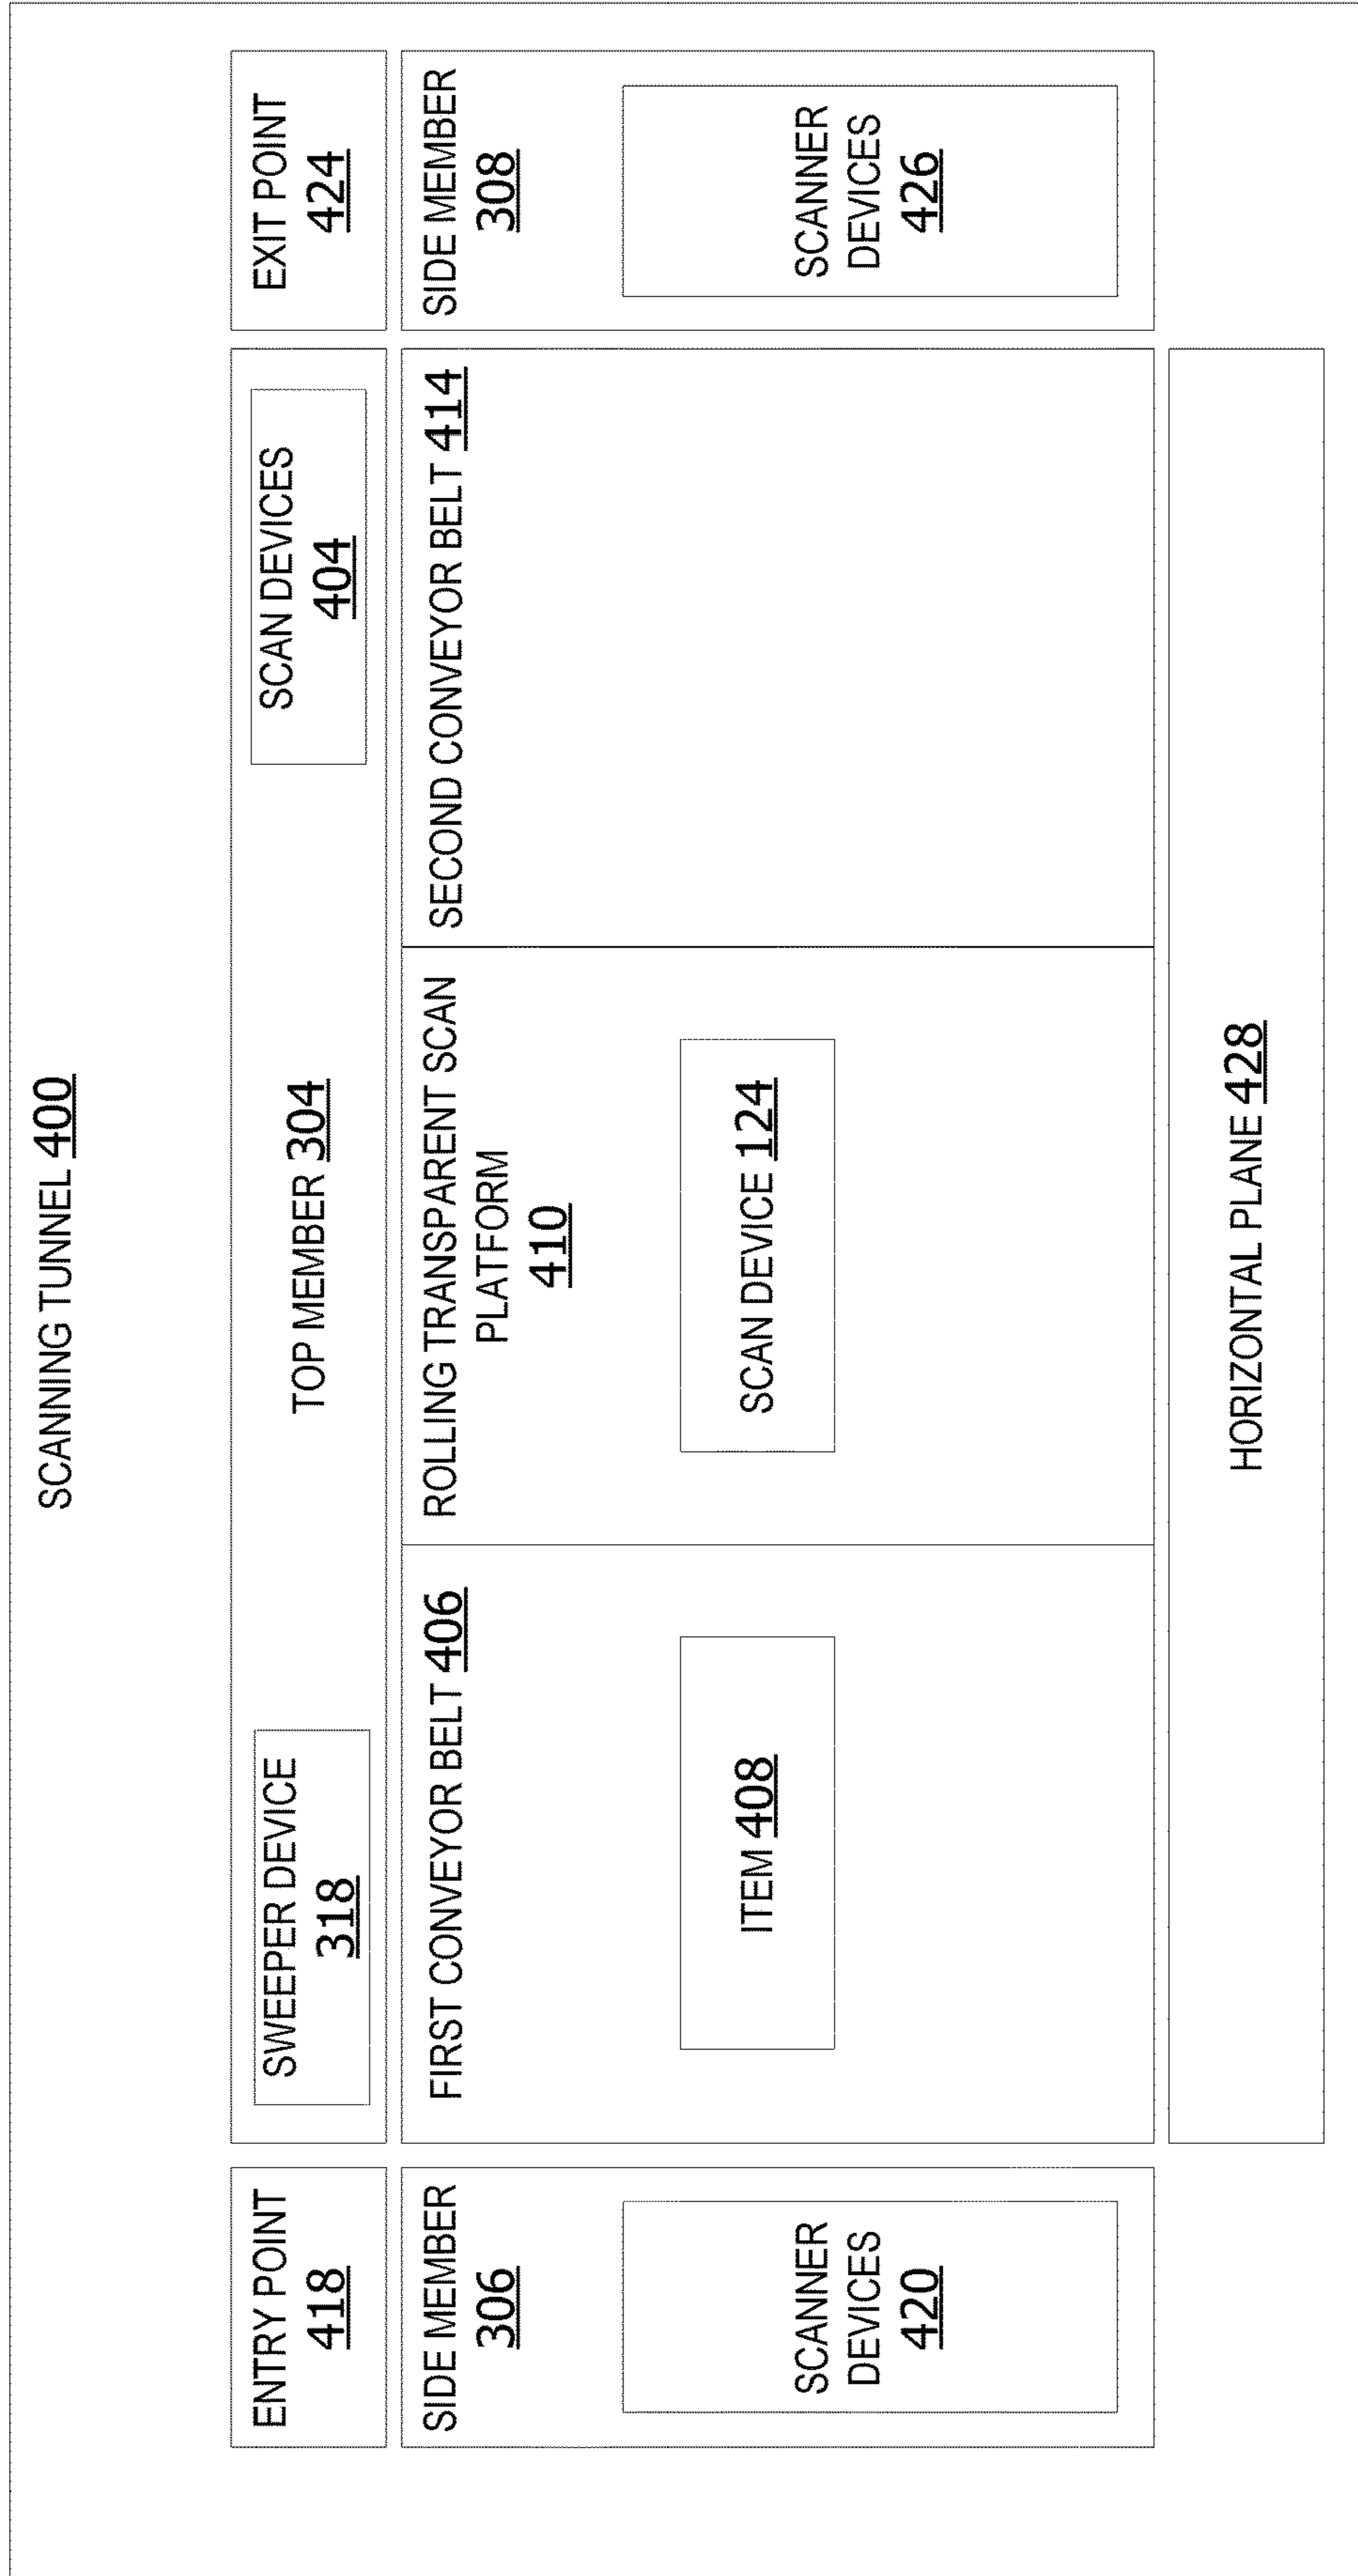 SCANNING TUNNEL 400
ENTRY POINT
418
SWEEPER DEVICE
318
TOP MEMBER 304
SCAN DEVICES
404
EXIT POINT
424
SIDE MEMBER
306
SCANNER
DEVICES
420
FIRST CONVEYOR BELT 406
ITEM 408
ROLLING TRANSPARENT SCAN
PLATFORM
410
SCAN DEVICE 124
SECOND CONVEYOR BELT 414
SIDE MEMBER
308
SCANNER
DEVICES
426
HORIZONTAL PLANE 428